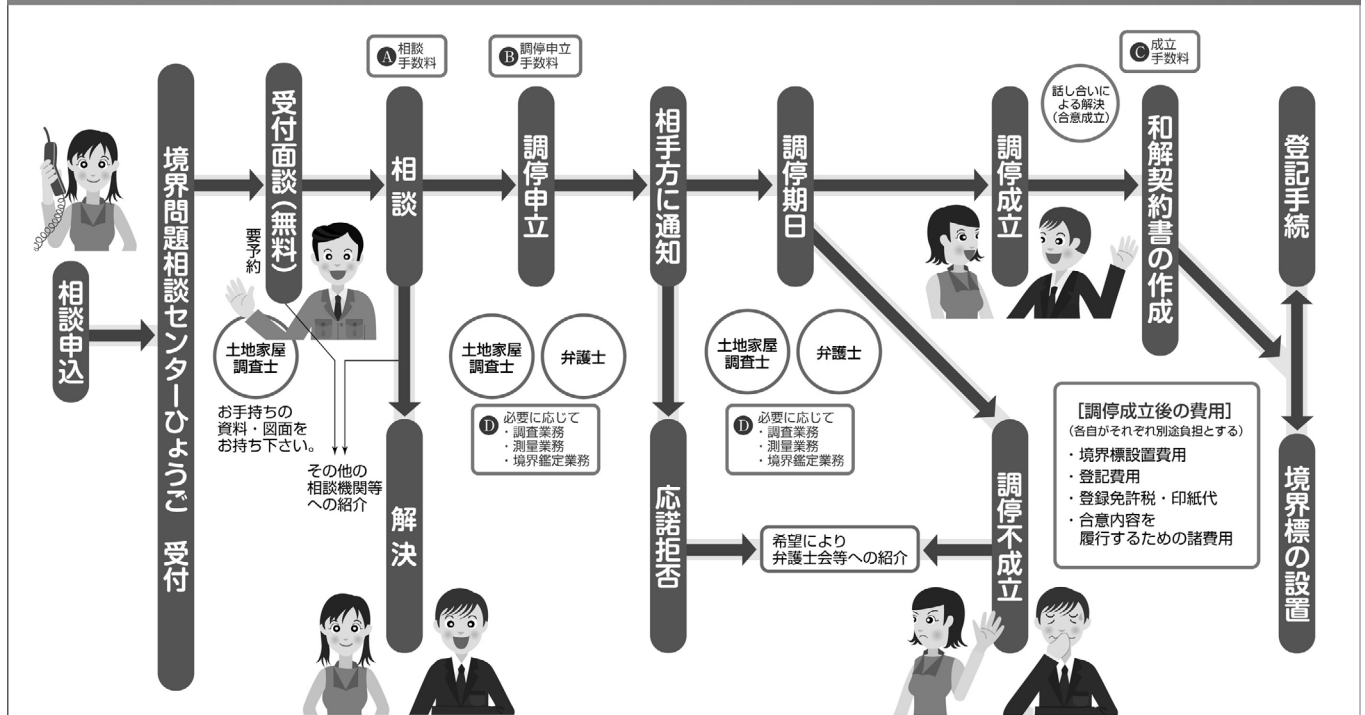 相談申込
境界問題相談センターひょうご 受付
受付面談(無料)
要予約
土地家屋
調査士
お手持ちの
資料・図面を
お持ち下さい。
その他の
相談機関等
への紹介
A 相談
手数料
相談
解決
B 調停申立
手数料
調停申立
土地家屋
調査士
弁護士
D 必要に応じて
・調査業務
・測量業務
・境界鑑定業務
相手方に通知
応諾拒否
調停期日
土地家屋
調査士
弁護士
D 必要に応じて
・調査業務
・測量業務
・境界鑑定業務
希望により
弁護士会等への紹介
調停成立
調停不成立
話し合いに
よる解決
(合意成立)
C 成立
手数料
和解契約書の作成
[調停成立後の費用]
(各自がそれぞれ別途負担とする)
・境界標設置費用
・登記費用
・登録免許税・印紙代
・合意内容を
履行するための諸費用
登記手続
境界標の設置